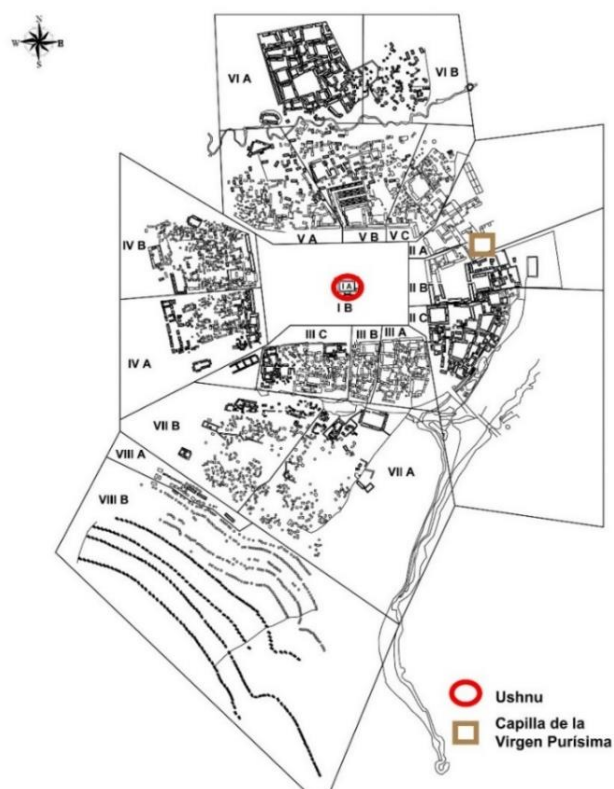 N
W
E
S
VI A
VI B
V A
V B
V C
II A
IV B
II B
I A
I B
II C
III C
III B
III A
IV A
VII B
VIII A
VII A
VIII B
Ushnu
Capilla de la
Virgen Purísima